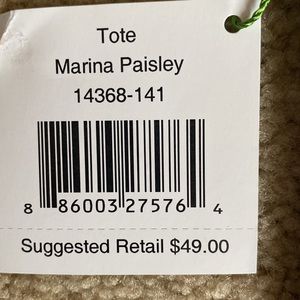 Tote
Marina Paisley
14368-141
8 86003 27576 4
Suggested Retail $49.00